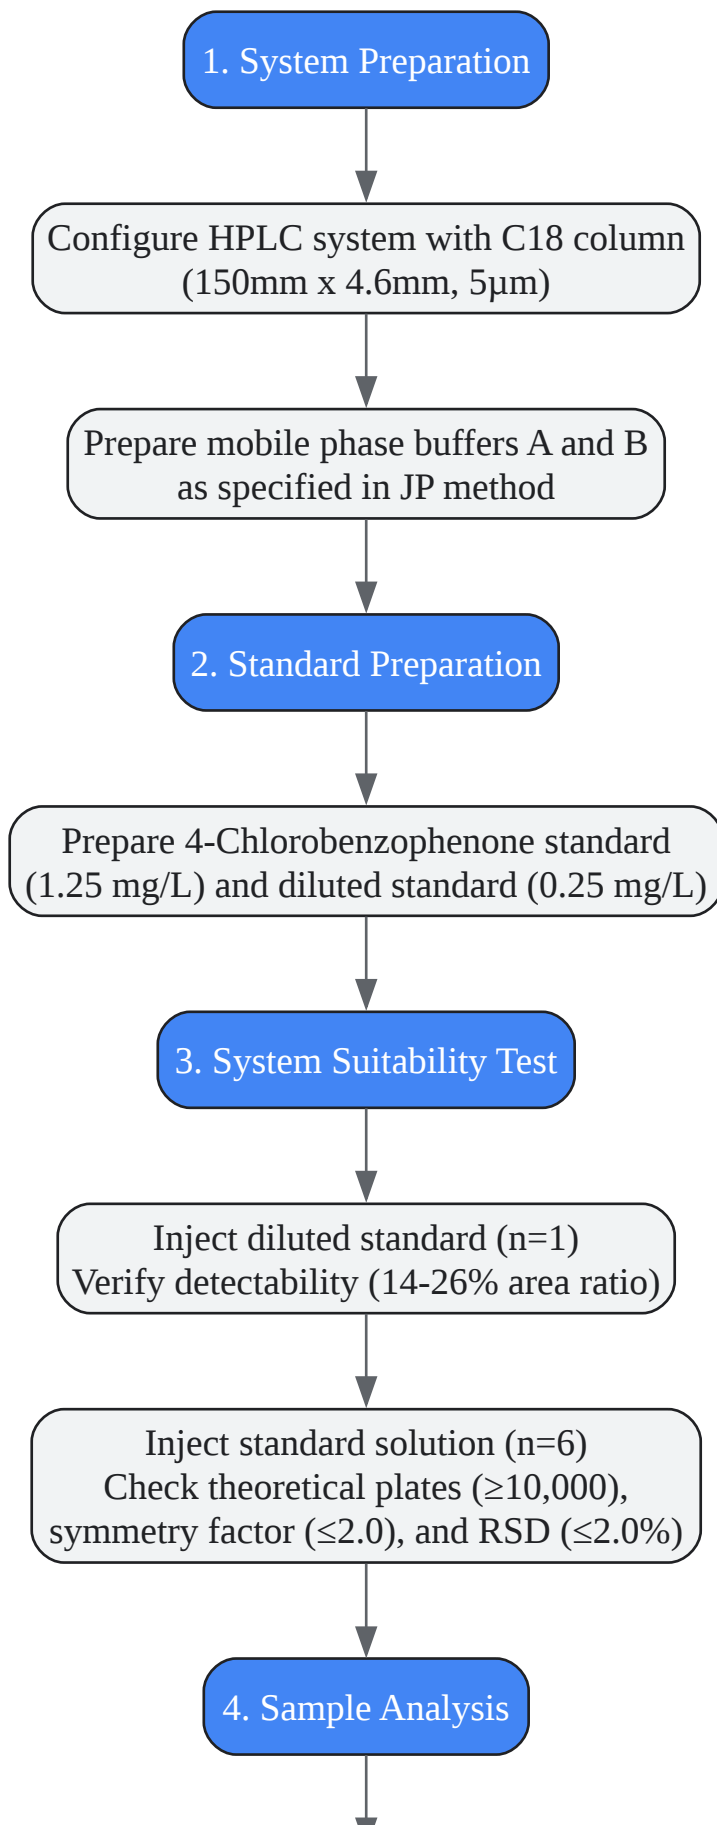 1. System Preparation
Configure HPLC system with C18 column
(150mm x 4.6mm, 5µm)
Prepare mobile phase buffers A and B
as specified in JP method
2. Standard Preparation
Prepare 4-Chlorobenzophenone standard
(1.25 mg/L) and diluted standard (0.25 mg/L)
3. System Suitability Test
Inject diluted standard (n=1)
Verify detectability (14-26% area ratio)
Inject standard solution (n=6)
Check theoretical plates (≥10,000),
symmetry factor (≤2.0), and RSD (≤2.0%)
4. Sample Analysis